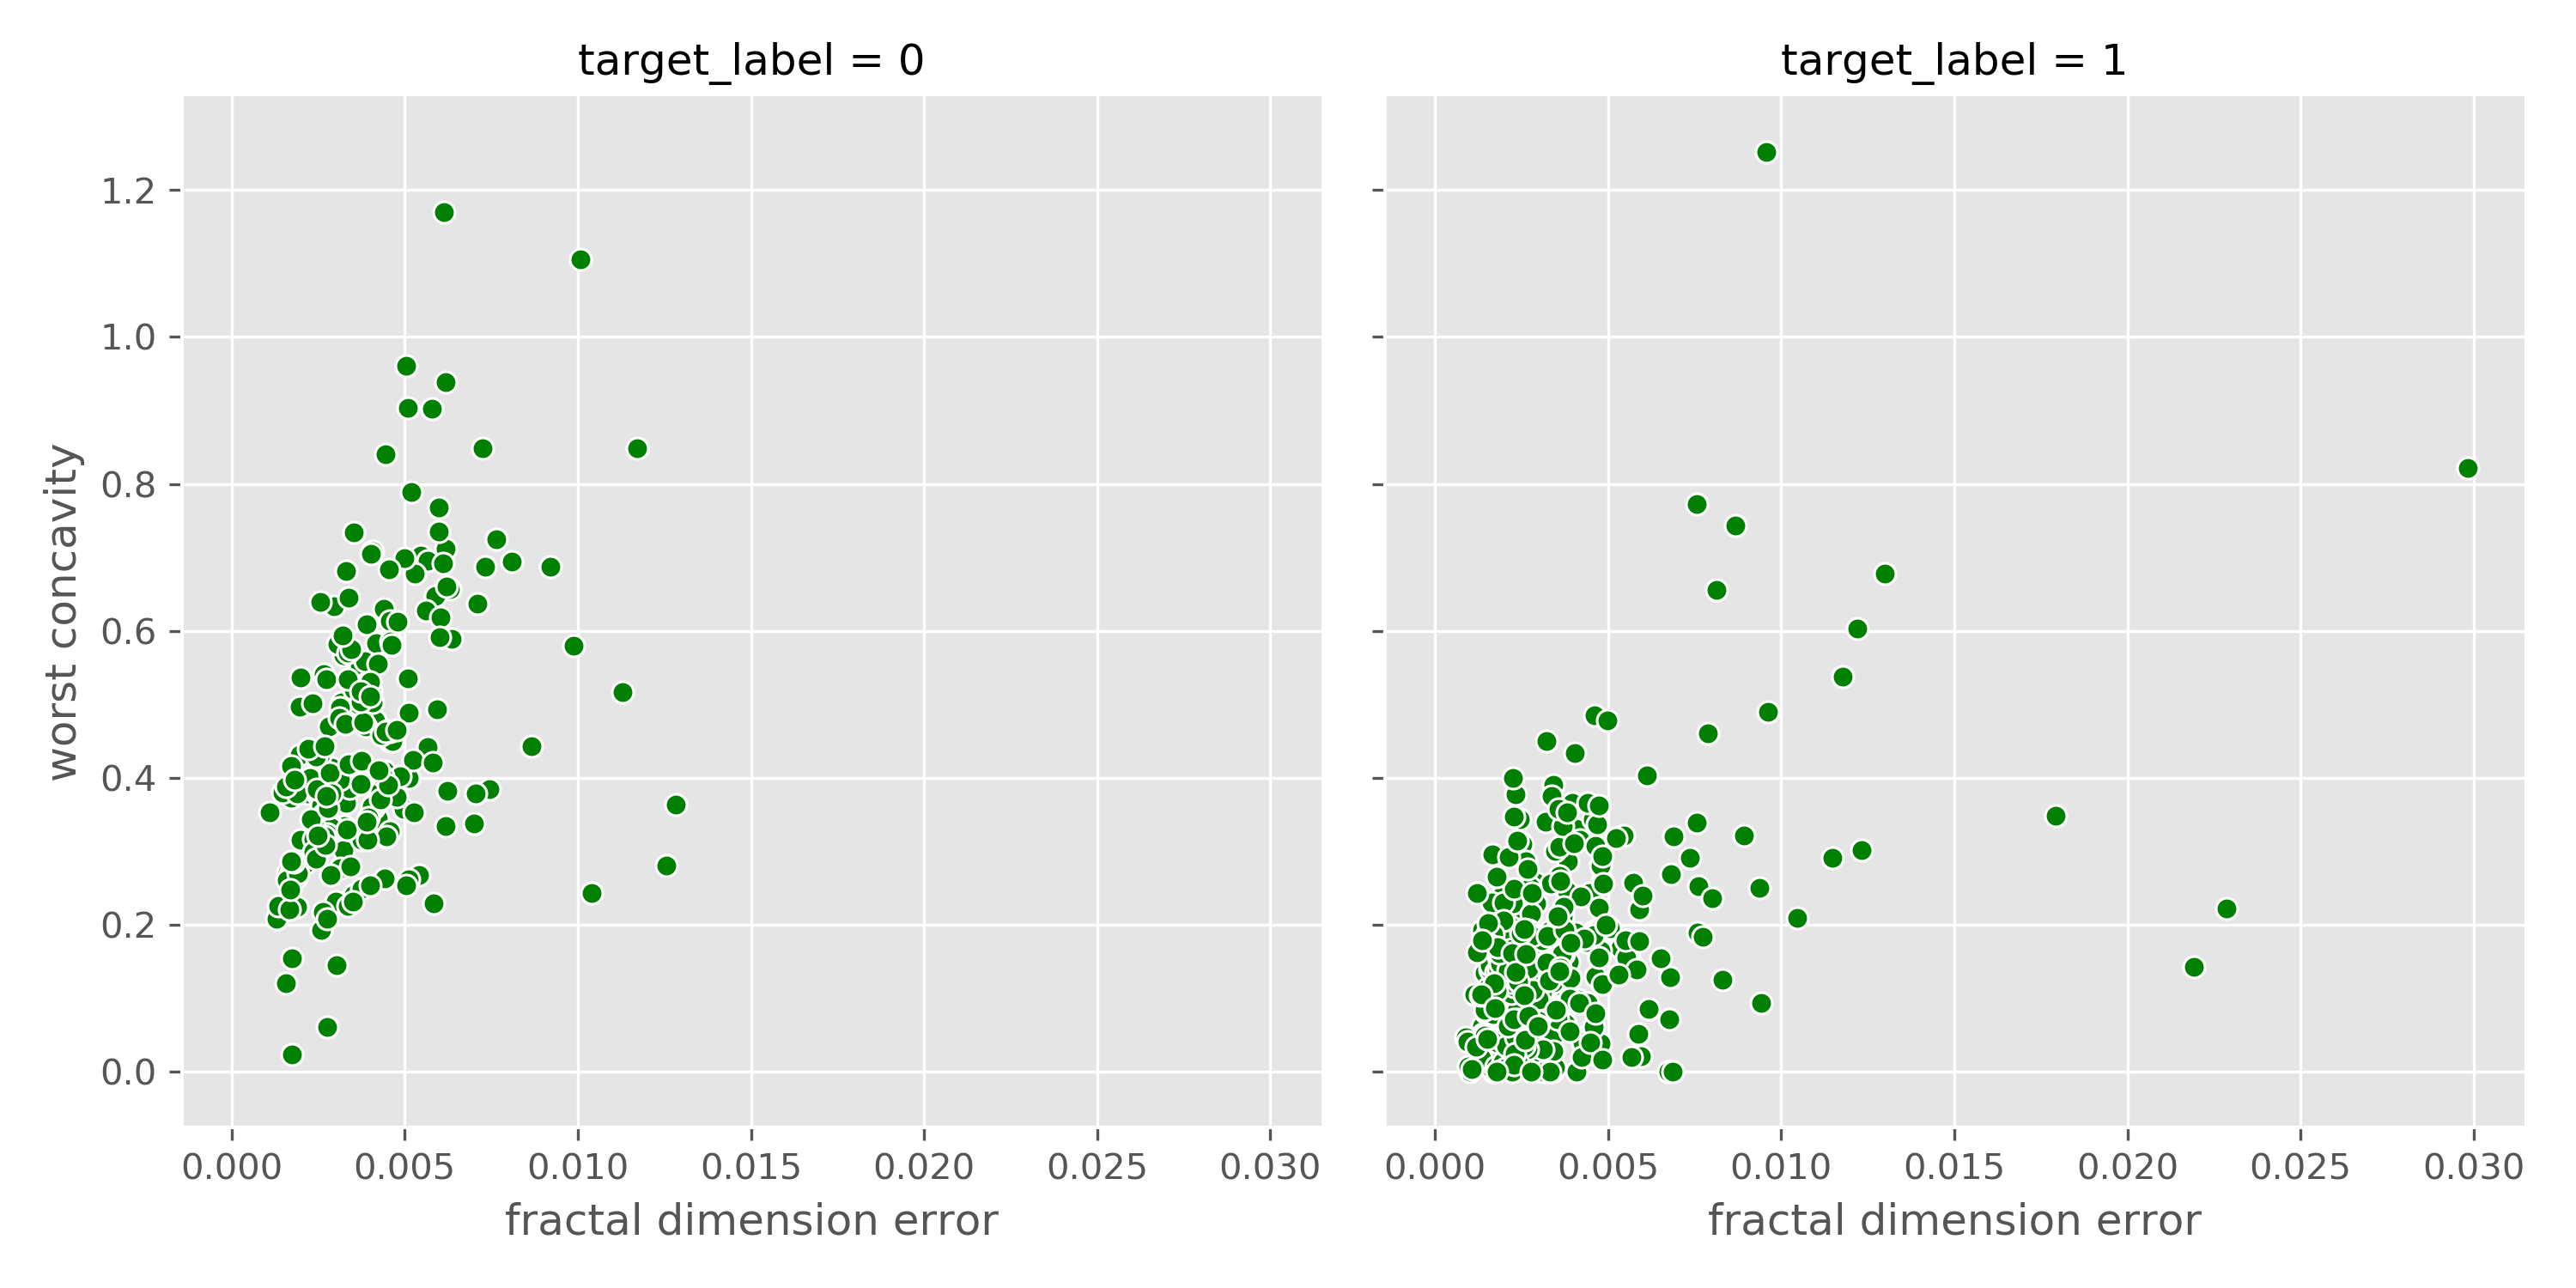 target_label = 0
target_label = 1
worst concavity
1.2
1.0
0.8
0.6
0.4
0.2
0.0
0.000 0.005 0.010 0.015 0.020 0.025 0.030
0.000 0.005 0.010 0.015 0.020 0.025 0.030
fractal dimension error
fractal dimension error